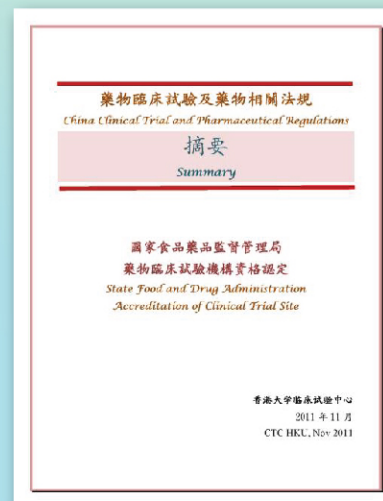 藥物臨床試驗及藥物相關法規
China Clinical Trial and Pharmaceutical Regulations
摘要
Summary
國家食品藥品監督管理局
藥物臨床試驗機構資格認定
State Food and Drug Administration
Accreditation of Clinical Trial Site
香港大学臨床試驗中心
2011 年 11 月
CTC HKU, Nov 2011